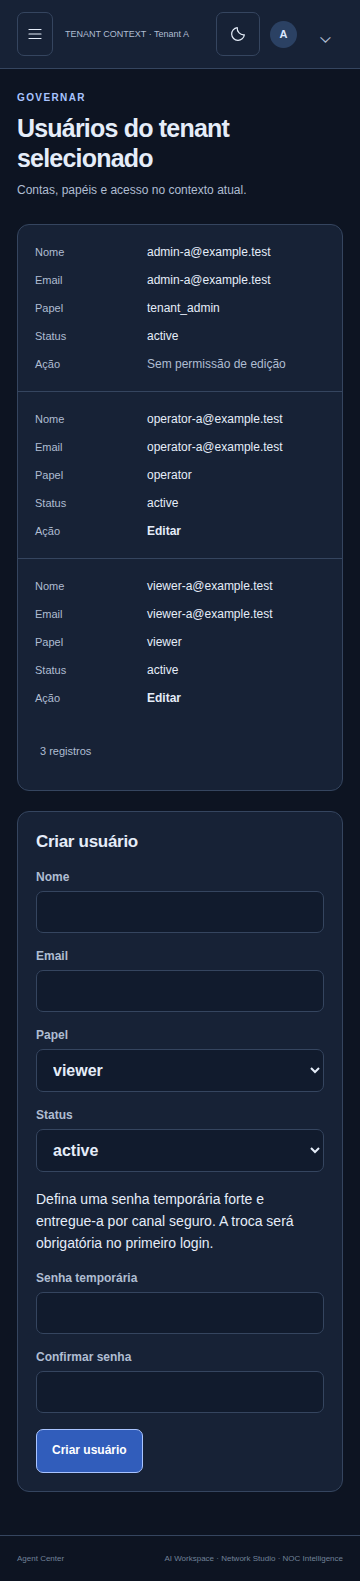 TENANT CONTEXT · Tenant A
A
GOVERNAR
Usuários do tenant
selecionado
Contas, papéis e acesso no contexto atual.
Nome admin-a@example.test
Email admin-a@example.test
Papel tenant_admin
Status active
Ação Sem permissão de edição
Nome operator-a@example.test
Email operator-a@example.test
Papel operator
Status active
Ação Editar
Nome viewer-a@example.test
Email viewer-a@example.test
Papel viewer
Status active
Ação Editar
3 registros
Criar usuário
Nome
Email
Papel
viewer
Status
active
Defina uma senha temporária forte e
entregue-a por canal seguro. A troca será
obrigatória no primeiro login.
Senha temporária
Confirmar senha
Criar usuário
Agent Center AI Workspace · Network Studio · NOC Intelligence